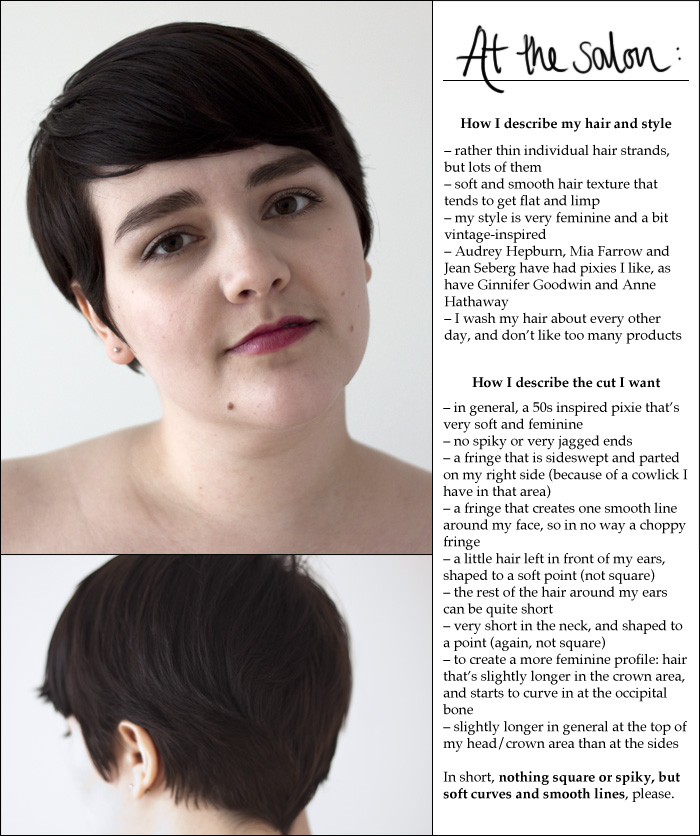 At the salon:
How I describe my hair and style
– rather thin individual hair strands,
but lots of them
– soft and smooth hair texture that
tends to get flat and limp
– my style is very feminine and a bit
vintage-inspired
– Audrey Hepburn, Mia Farrow and
Jean Seberg have had pixies I like, as
have Ginnifer Goodwin and Anne
Hathaway
– I wash my hair about every other
day, and don't like too many products
How I describe the cut I want
– in general, a 50s inspired pixie that's
very soft and feminine
– no spiky or very jagged ends
– a fringe that is sideswept and parted
on my right side (because of a cowlick I
have in that area)
– a fringe that creates one smooth line
around my face, so in no way a choppy
fringe
– a little hair left in front of my ears,
shaped to a soft point (not square)
– the rest of the hair around my ears
can be quite short
– very short in the neck, and shaped to
a point (again, not square)
– to create a more feminine profile: hair
that's slightly longer in the crown area,
and starts to curve in at the occipital
bone
– slightly longer in general at the top of
my head/crown area than at the sides
In short, nothing square or spiky, but
soft curves and smooth lines, please.